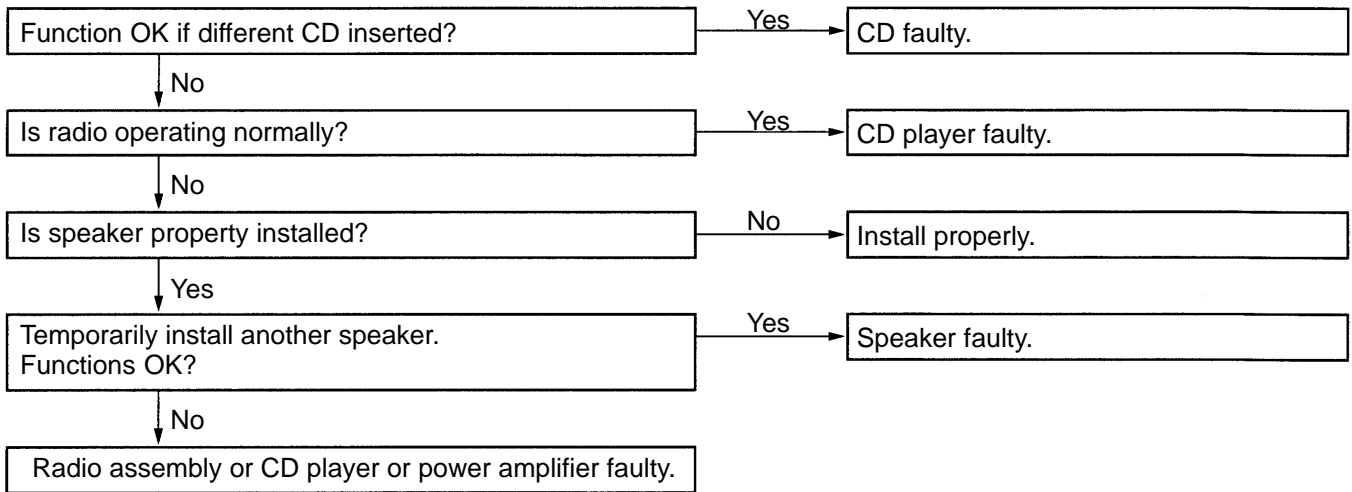 Function OK if different CD inserted?
Yes
CD faulty.
No
Is radio operating normally?
Yes
CD player faulty.
No
Is speaker property installed?
No
Install properly.
Yes
Temporarily install another speaker.
Functions OK?
Yes
Speaker faulty.
No
Radio assembly or CD player or power amplifier faulty.